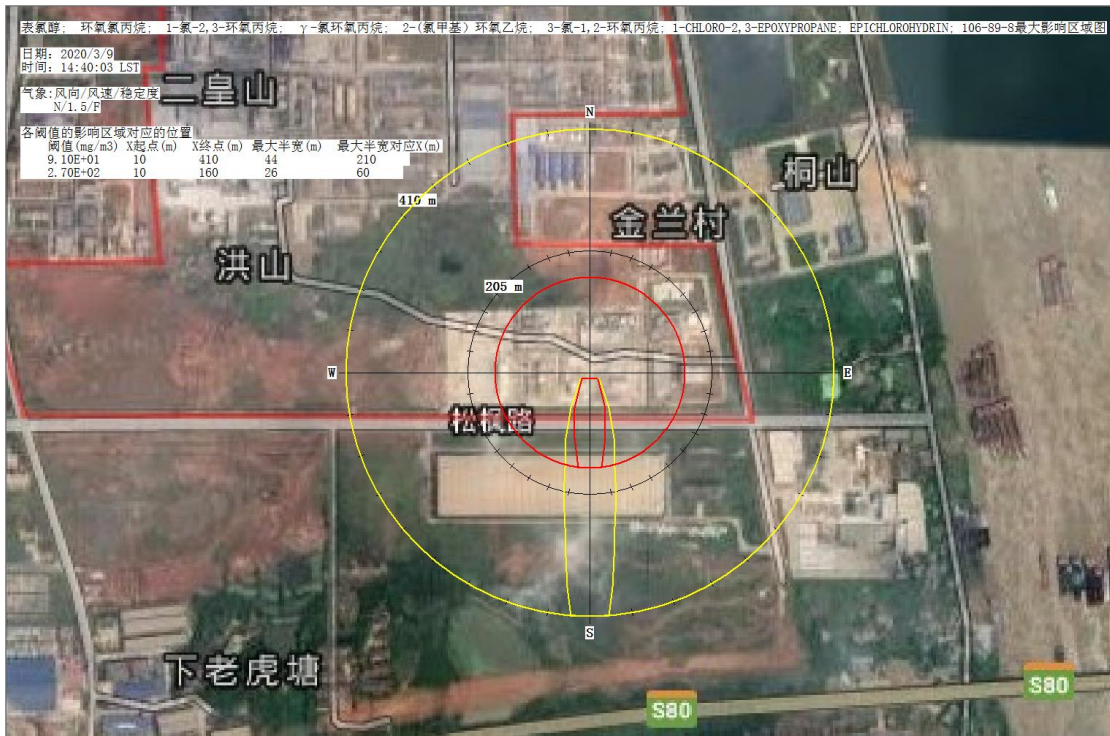 表氯醇; 环氧氯丙烷; 1-氯-2,3-环氧丙烷; γ-氯环氧丙烷; 2-(氯甲基) 环氧乙烷; 3-氯-1,2-环氧丙烷; 1-CHLORO-2,3-EPOXYPROPANE; EPICHLOROHYDRIN; 106-89-8最大影响区域图
日期: 2020/3/9
时间: 14:40:03 LST
气象:风向/风速/稳定度
N/1.5/F
各阈值的影响区域对应的位置
阈值(mg/m3) X起点(m) X终点(m) 最大半宽(m) 最大半宽对应X(m)
9.10E+01 10 410 44 210
2.70E+02 10 160 26 60
二皇山
N
桐山
410 m
金兰村
洪山
205 m
W
E
松枫路
S
下老虎塘
S80
S80